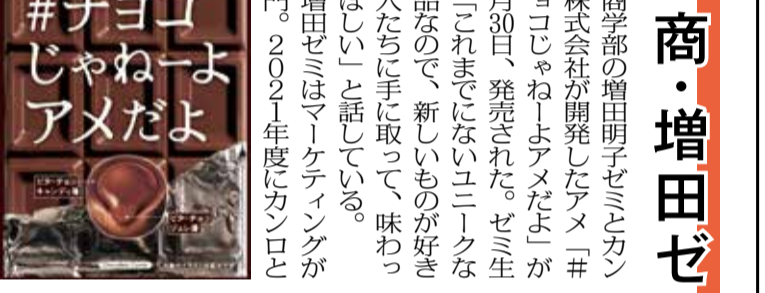 商・増田ゼ
商学部の増田明子ゼミとカン
株式会社が開発したアメ「#
ョコじゃねーよアメだよ」が
月30日、発売された。ゼミ生
「これまでにないユニークな
品なので、新しいものが好き
人たちに手に取って、味わっ
ほしい」と話している。
増田ゼミはマーケティングが
門。2021年度にカンロと
#チョコ
じゃねーよ
アメだよ